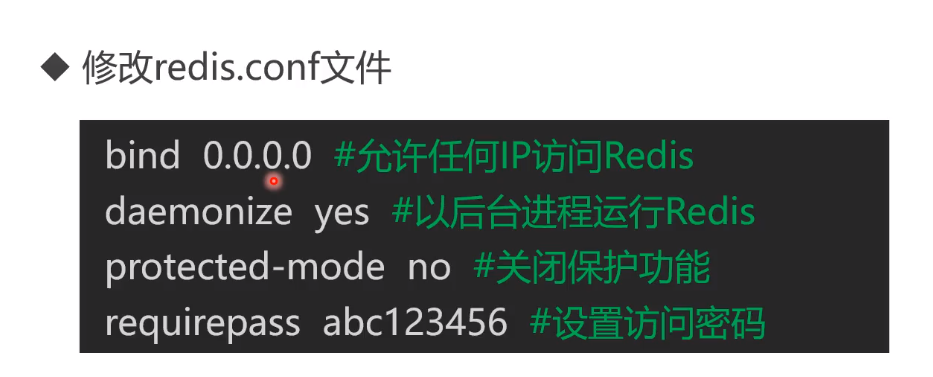 修改redis.conf文件
bind 0.0.0.0 #允许任何IP访问Redis
daemonize yes #以后台进程运行Redis
protected-mode no #关闭保护功能
requirepass abc123456 #设置访问密码